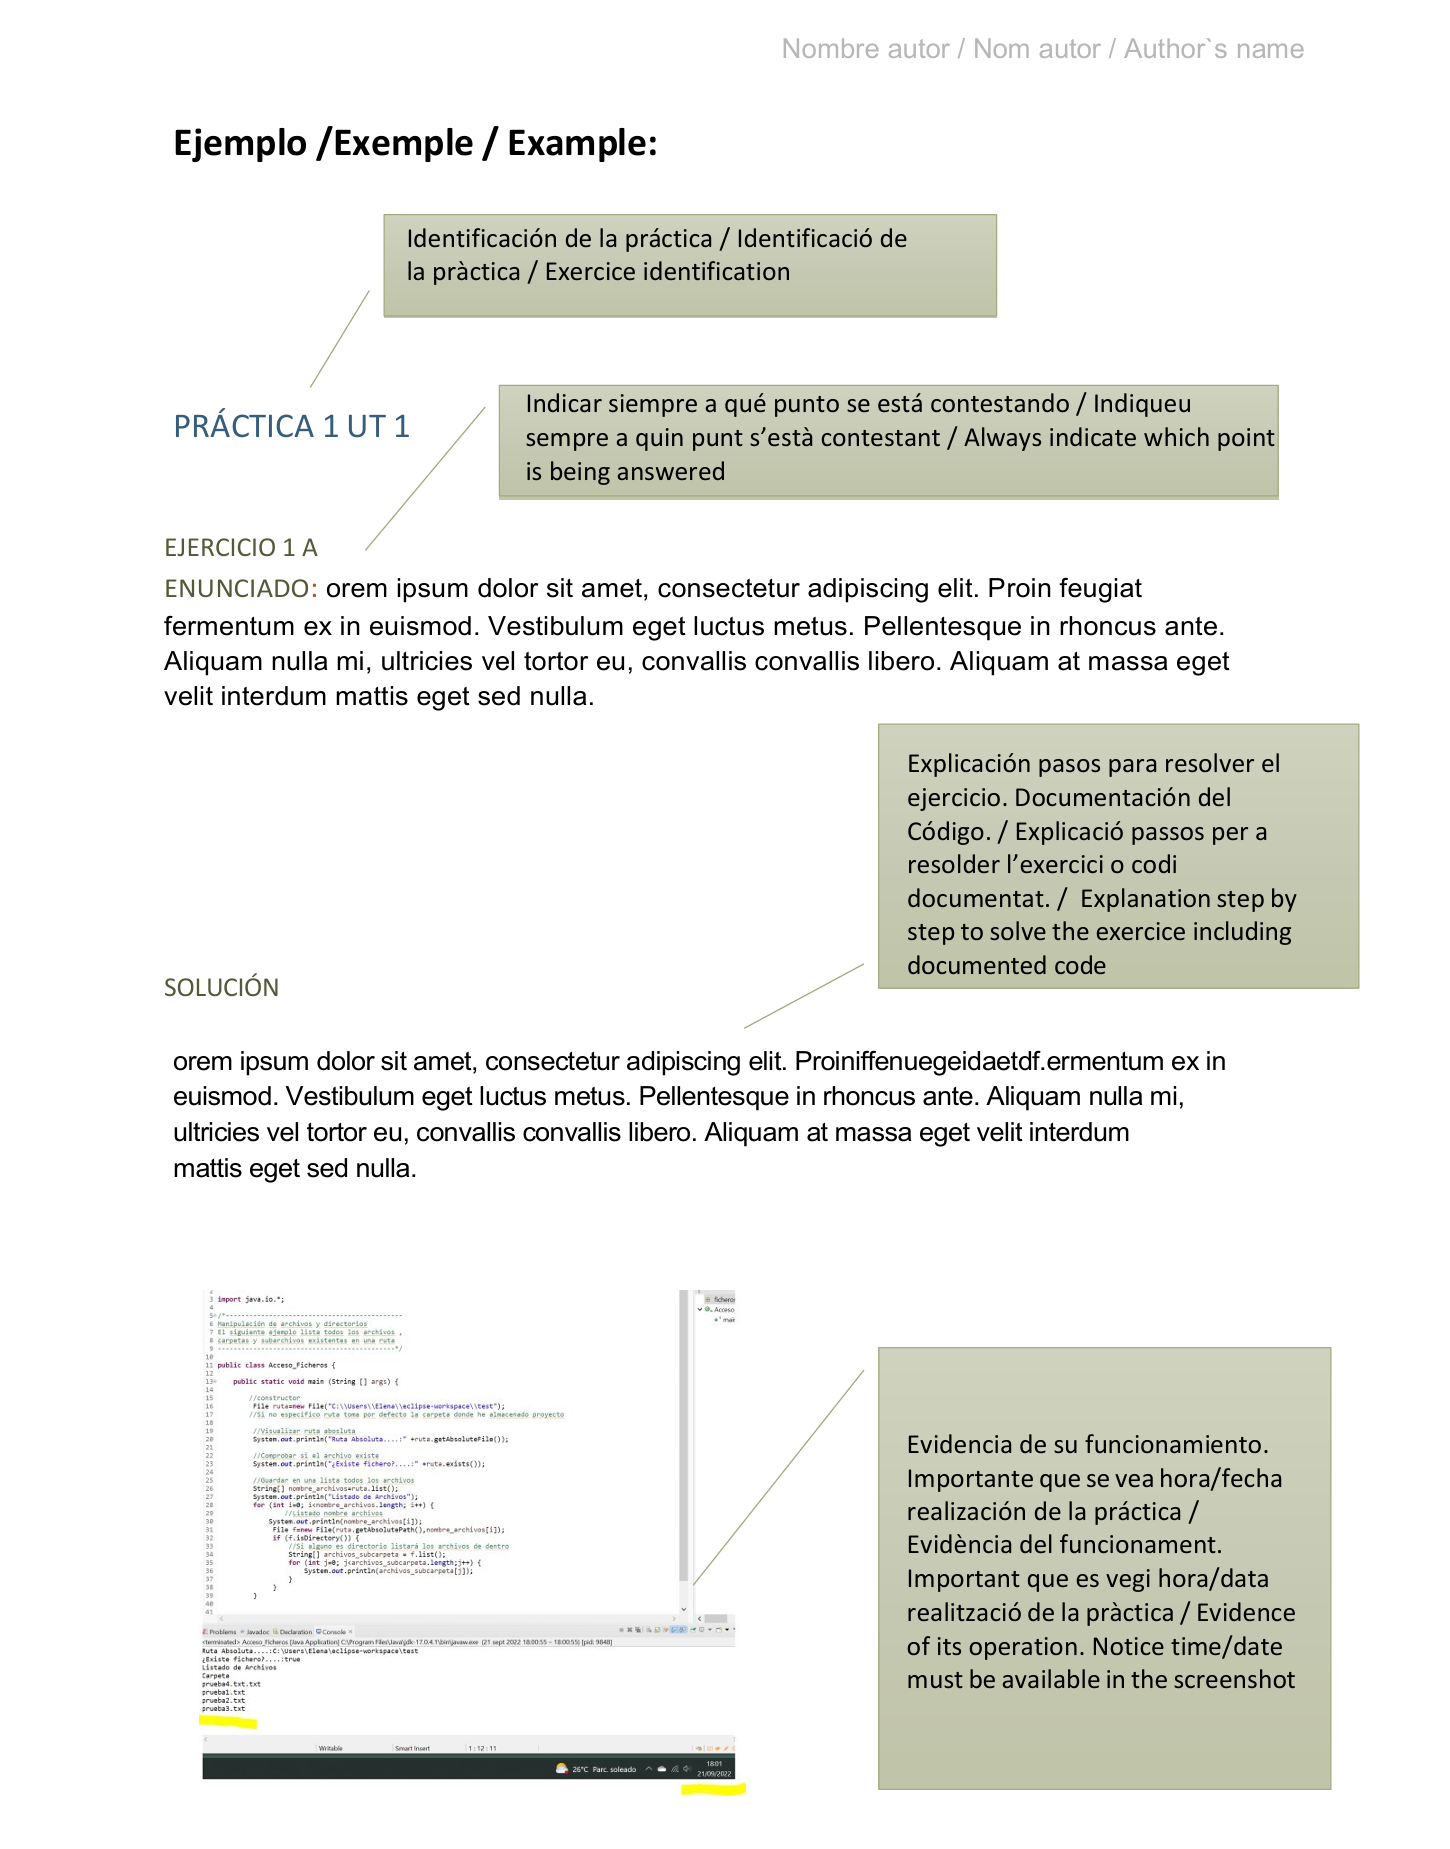 Nombre autor / Nom autor / Author`s name
Ejemplo /Exemple / Example:
Identificación de la práctica / Identificació de
la pràctica / Exercice identification
PRÁCTICA 1 UT 1
Indicar siempre a qué punto se está contestando / Indiqueu
sempre a quin punt s’està contestant / Always indicate which point
is being answered
EJERCICIO 1 A
ENUNCIADO: orem ipsum dolor sit amet, consectetur adipiscing elit. Proin feugiat
fermentum ex in euismod. Vestibulum eget luctus metus. Pellentesque in rhoncus ante.
Aliquam nulla mi, ultricies vel tortor eu, convallis convallis libero. Aliquam at massa eget
velit interdum mattis eget sed nulla.
Explicación pasos para resolver el
ejercicio. Documentación del
Código. / Explicació passos per a
resolder l’exercici o codi
documentat. /  Explanation step by
step to solve the exercice including
documented code
SOLUCIÓN
orem ipsum dolor sit amet, consectetur adipiscing elit. Proiniffenuegeidaetdf.ermentum ex in
euismod. Vestibulum eget luctus metus. Pellentesque in rhoncus ante. Aliquam nulla mi,
ultricies vel tortor eu, convallis convallis libero. Aliquam at massa eget velit interdum
mattis eget sed nulla.
2
3 import java.io.*;
4
5 /*---------------------------------------------
6 Manipulación de archivos y directorios
7 El siguiente ejemplo lista todos los archivos ,
8 carpetas y subarchivos existentes en una ruta
9 ---------------------------------------------*/
10
11 public class Acceso_Ficheros {
12
13 public static void main (String [] args) {
14
15 //constructor
16 File ruta=new File("C:\\Users\\Elena\\eclipse-workspace\\test");
17 //Si no especifico ruta toma por defecto la carpeta donde he almacenado proyecto
18
19 //Visualizar ruta absoluta
20 System.out.println("Ruta Absoluta....:" +ruta.getAbsoluteFile());
21
22 //Comprobar si el archivo existe
23 System.out.println("¿Existe fichero?....:" +ruta.exists());
24
25 //Guardar en una lista todos los archivos
26 String[] nombre_archivos=ruta.list();
27 System.out.println("Listado de Archivos");
28 for (int i=0; i<nombre_archivos.length; i++) {
29 //Listado nombre archivos
30 System.out.println(nombre_archivos[i]);
31 File f=new File(ruta.getAbsolutePath(),nombre_archivos[i]);
32 if (f.isDirectory()) {
33 //Si alguno es directorio listará los archivos de dentro
34 String[] archivos_subcarpeta = f.list();
35 for (int j=0; j<archivos_subcarpeta.length;j++) {
36 System.out.println(archivos_subcarpeta[j]);
37 }
38 }
39 }
40
41
ficheros
Acceso_
main
Problems Javadoc Declaration Console
<terminated> Acceso_Ficheros [Java Application] C:\Program Files\Java\jdk-17.0.4.1\bin\javaw.exe (21 sept 2022 18:00:55 – 18:00:55) [pid: 9848]
Ruta Absoluta....:C:\Users\Elena\eclipse-workspace\test
¿Existe fichero?....:true
Listado de Archivos
Carpeta
prueba4.txt.txt
prueba1.txt
prueba2.txt
prueba3.txt
Writable Smart Insert 1 : 12 : 11
26°C Parc. soleado 18:01
21/09/2022
Evidencia de su funcionamiento.
Importante que se vea hora/fecha
realización de la práctica /
Evidència del funcionament.
Important que es vegi hora/data
realització de la pràctica / Evidence
of its operation. Notice time/date
must be available in the screenshot